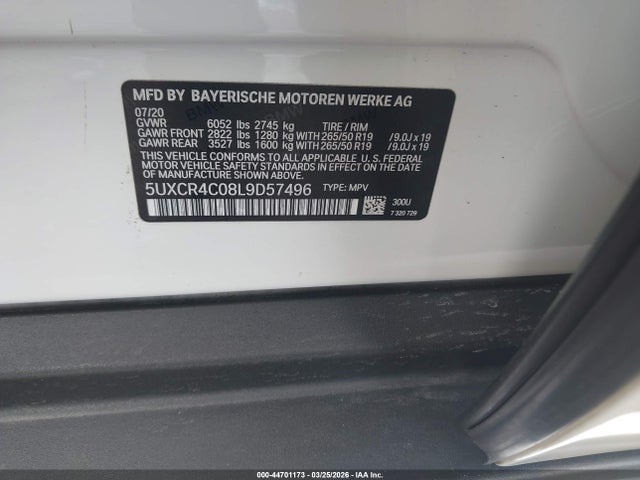 MFD BY BAYERISCHE MOTOREN WERKE AG
07/20
GVWR 6052 lbs 2745 kg TIRE / RIM
GAWR FRONT 2822 lbs 1280 kg WITH 265/50 R19 /9.0J x 19
GAWR REAR 3527 lbs 1600 kg WITH 265/50 R19 /9.0J x 19
THIS VEHICLE CONFORMS TO ALL APPLICABLE U. S. FEDERAL
MOTOR VEHICLE SAFETY STANDARDS IN EFFECT ON THE DATE
OF MANUFACTURE SHOWN ABOVE.
5UXCR4C08L9D57496 TYPE: MPV
300U
7 320 729
000-44701173 - 03/25/2026 - IAA Inc.